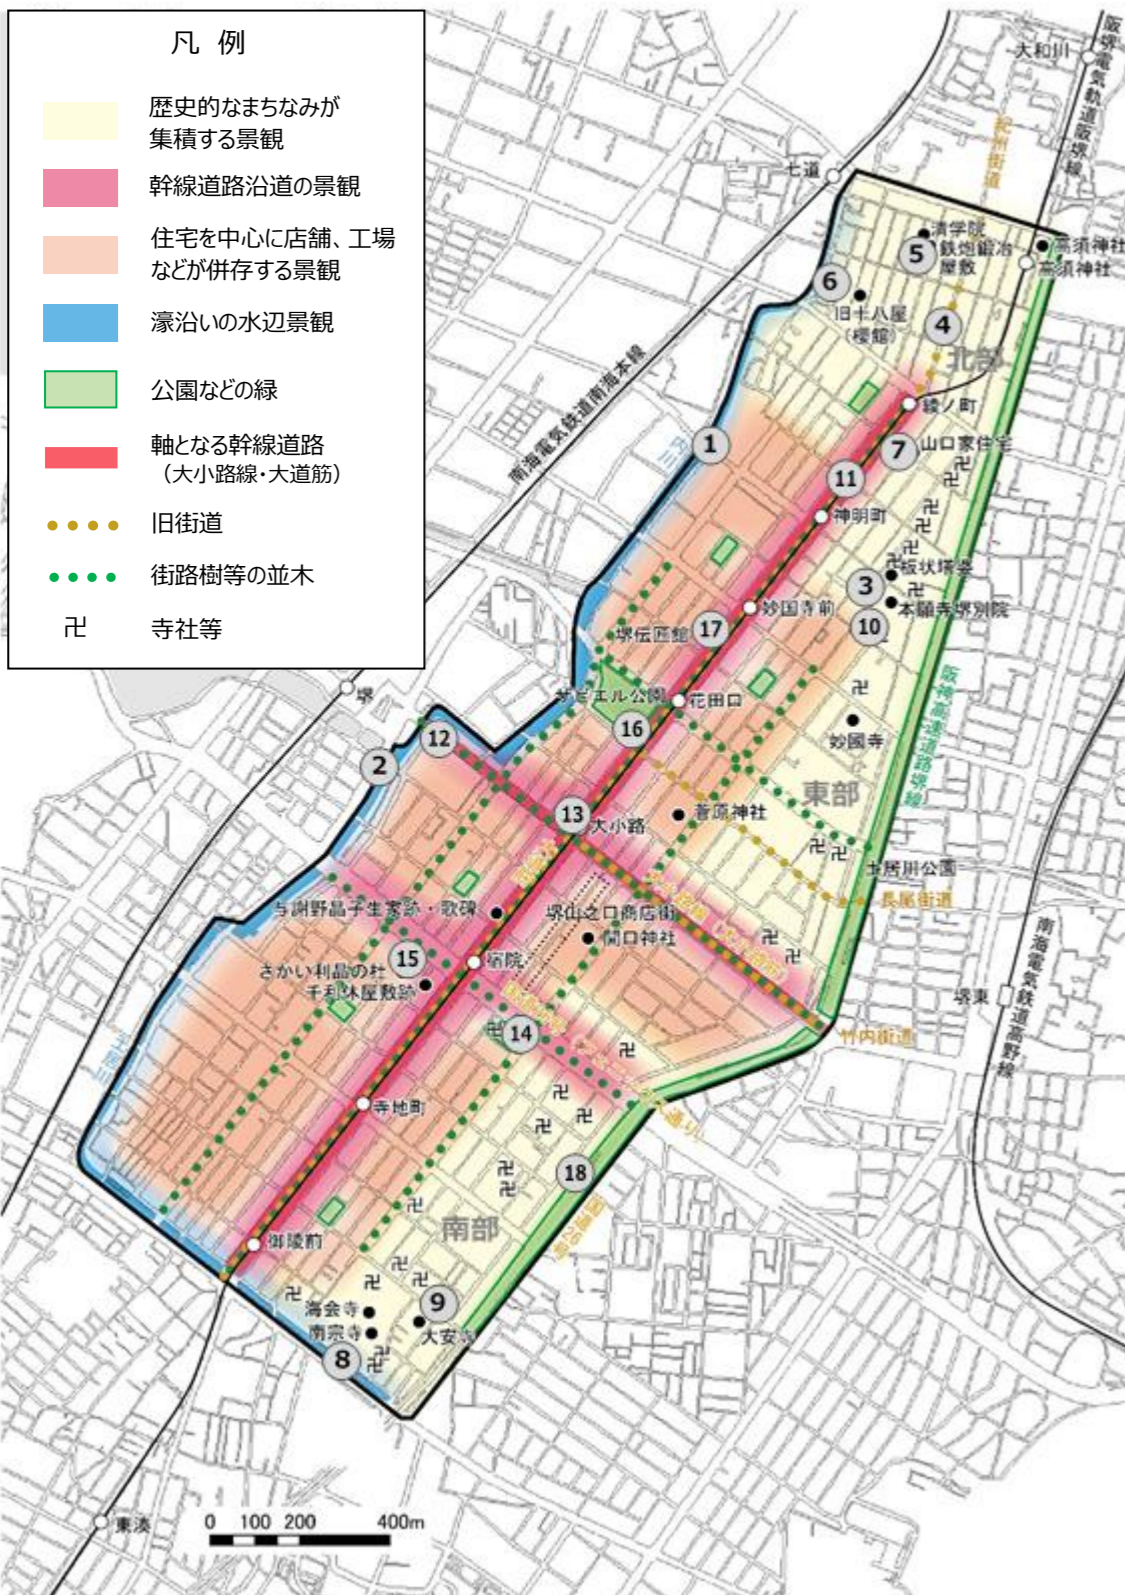 凡 例
歴史的なまちなみが
集積する景観
幹線道路沿道の景観
住宅を中心に店舗、工場
などが併存する景観
濠沿いの水辺景観
公園などの緑
軸となる幹線道路
（大小路線・大道筋）
旧街道
街路樹等の並木
卍 寺社等
大和川
阪堺電気軌道阪堺線
紀州街道
七道
清学院
鉄炮鍛冶
屋敷
5
高須神社
高須神社
6
旧十八屋
（櫻館）
4
北部
南海電気鉄道南海本線
綾ノ町
内川
1
7
山口家住宅
11
神明町
板状塔婆
3
本願寺堺別院
10
妙国寺前
17
堺伝匠館
阪神高速道路堺線
堺
ザビエル公園
花田口
16
妙國寺
12
2
東部
13
大小路
菅原神社
土居川公園
長尾街道
与謝野晶子生家跡・歌碑
堺山之口商店街
開口神社
南海電気鉄道高野線
15
宿院
さかい利晶の杜
千利休屋敷跡
堺東
14
竹内街道
土居川
寺地町
18
国道26号
南部
御陵前
海会寺
9
南宗寺
大安寺
8
0 100 200 400m
東湊